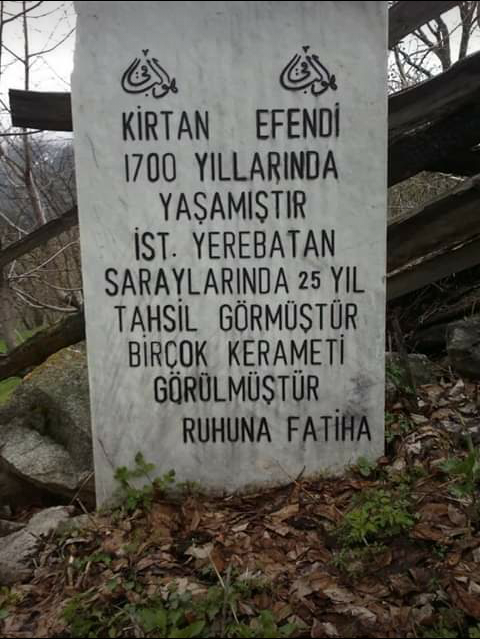 هو الباقي هو الباقي
KIRTAN EFENDİ
1700 YILLARINDA
YAŞAMIŞTIR
İST. YEREBATAN
SARAYLARINDA 25 YIL
TAHSİL GÖRMÜŞTÜR
BİRÇOK KERAMETİ
GÖRÜLMÜŞTÜR
RUHUNA FATİHA